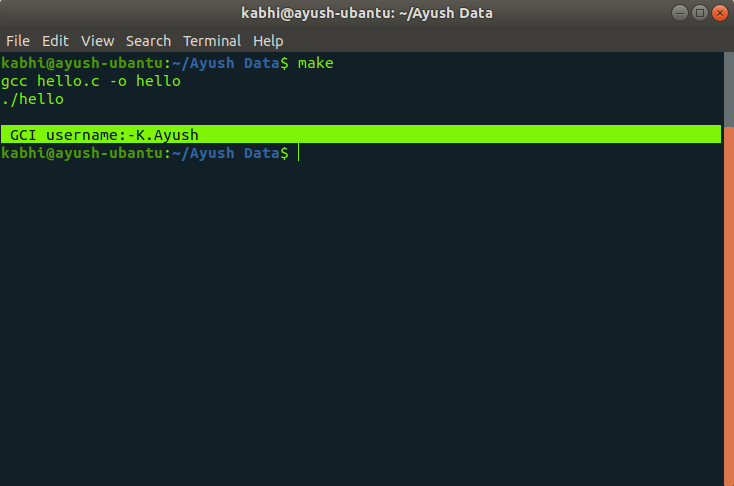 kabhi@ayush-ubantu: ~/Ayush Data
File Edit View Search Terminal Help
kabhi@ayush-ubantu:~/Ayush Data$ make
gcc hello.c -o hello
./hello
GCI username:-K.Ayush
kabhi@ayush-ubantu:~/Ayush Data$